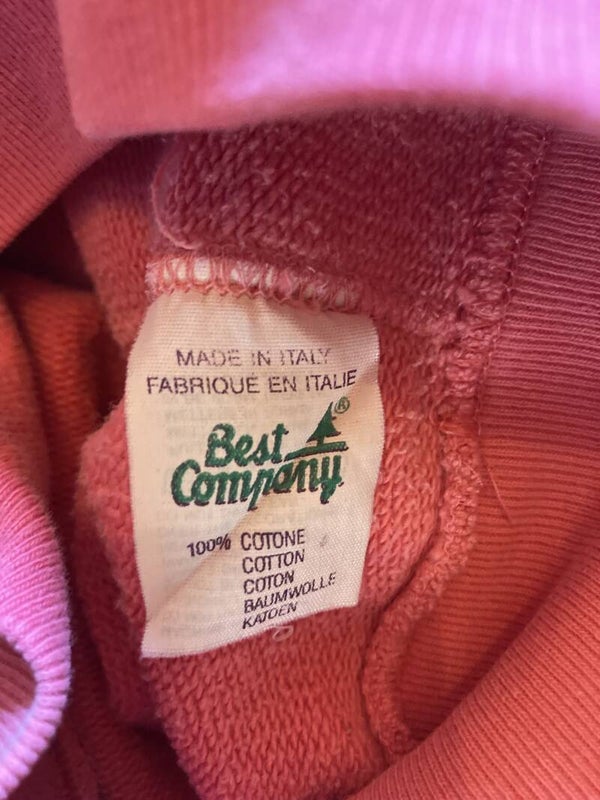 MADE IN ITALY
FABRIQUÉ EN ITALIE
Best
Company®
100% COTONE
COTTON
COTON
BAUMWOLLE
KATOEN